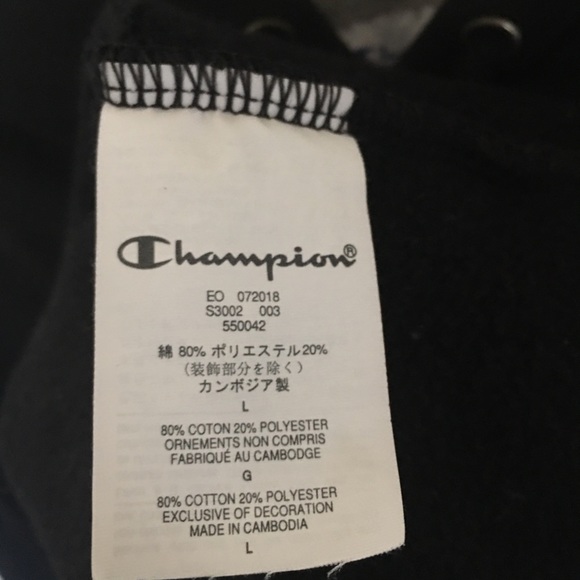 Champion®
EO 072018
S3002 003
550042
綿 80% ポリエステル20%
(装飾部分を除く)
カンボジア製
L
80% COTON 20% POLYESTER
ORNEMENTS NON COMPRIS
FABRIQUÉ AU CAMBODGE
G
80% COTTON 20% POLYESTER
EXCLUSIVE OF DECORATION
MADE IN CAMBODIA
L